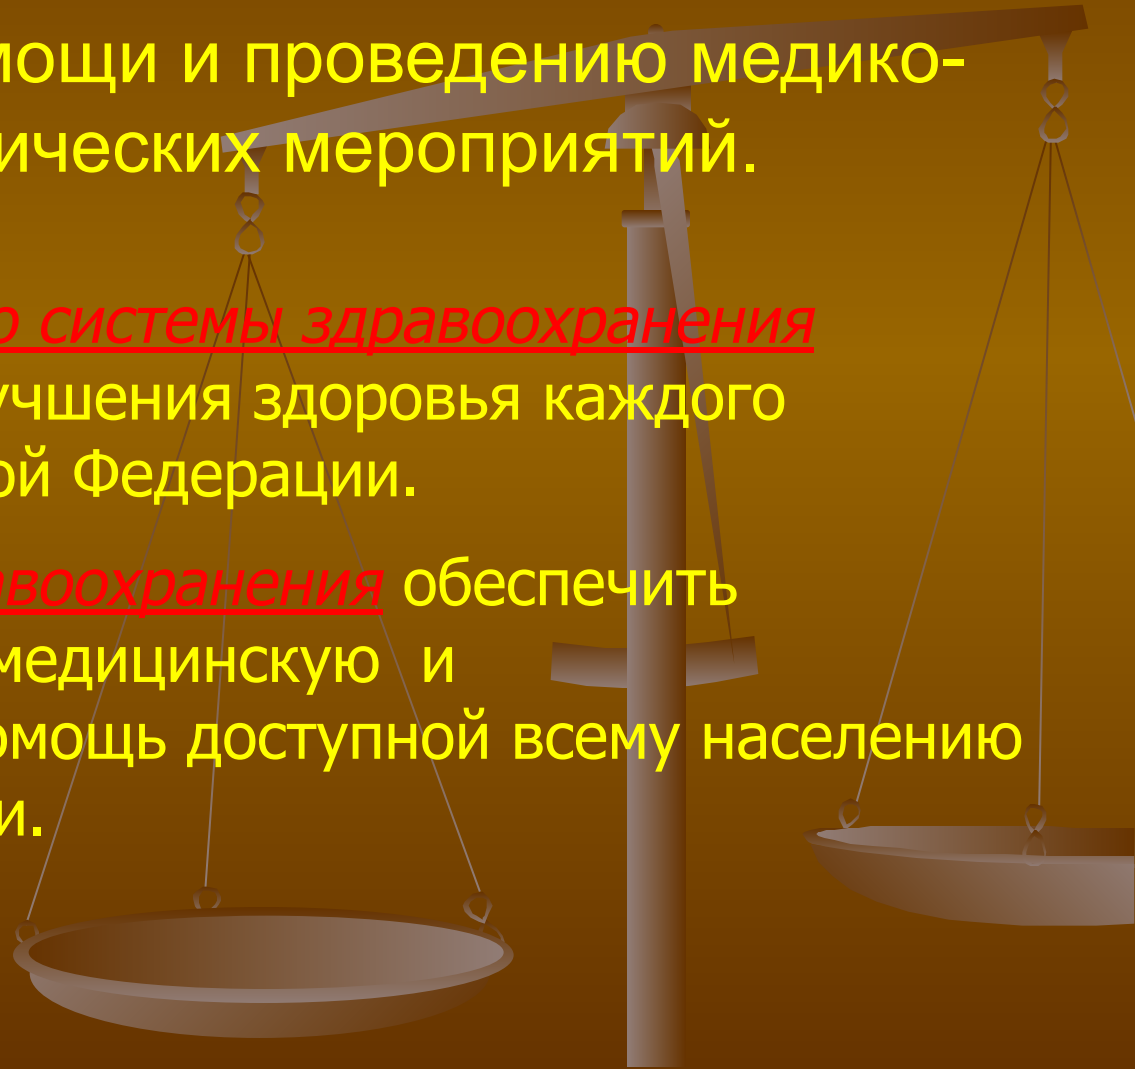 мощи и проведению медико-
ических мероприятий.
о системы здравоохранения
учшения здоровья каждого
ой Федерации.
авоохранения обеспечить
медицинскую и
омощь доступной всему населению
и.